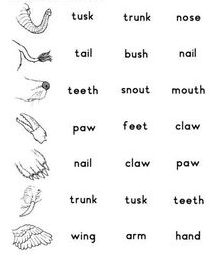 tusk trunk nose
tail bush nail
teeth snout mouth
paw feet claw
nail claw paw
trunk tusk teeth
wing arm hand